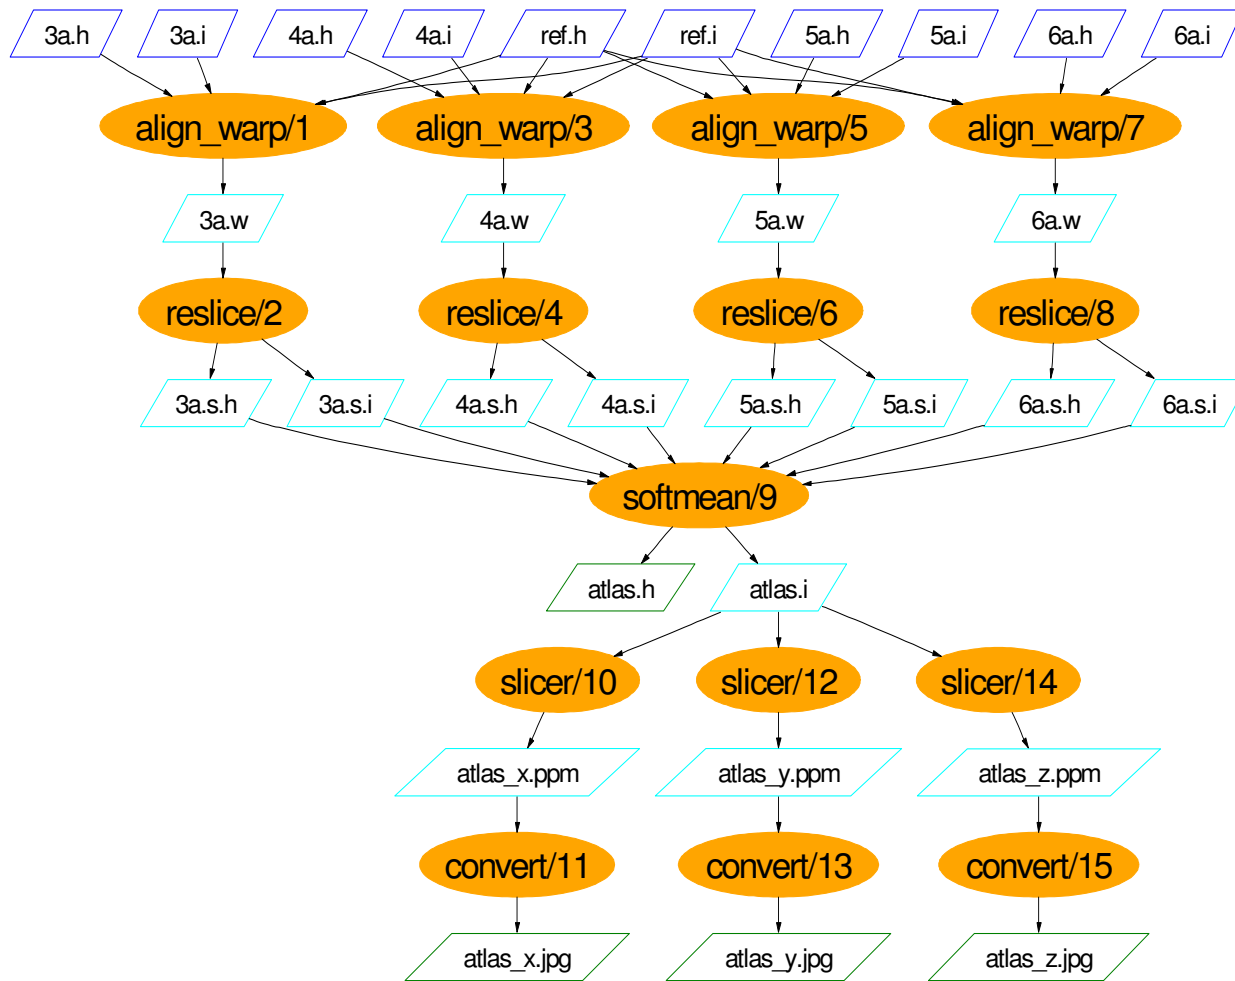 3a.h 3a.i 4a.h 4a.i ref.h ref.i 5a.h 5a.i 6a.h 6a.i
align_warp/1 align_warp/3 align_warp/5 align_warp/7
3a.w 4a.w 5a.w 6a.w
reslice/2 reslice/4 reslice/6 reslice/8
3a.s.h 3a.s.i 4a.s.h 4a.s.i 5a.s.h 5a.s.i 6a.s.h 6a.s.i
softmean/9
atlas.h atlas.i
slicer/10 slicer/12 slicer/14
atlas_x.ppm atlas_y.ppm atlas_z.ppm
convert/11 convert/13 convert/15
atlas_x.jpg atlas_y.jpg atlas_z.jpg